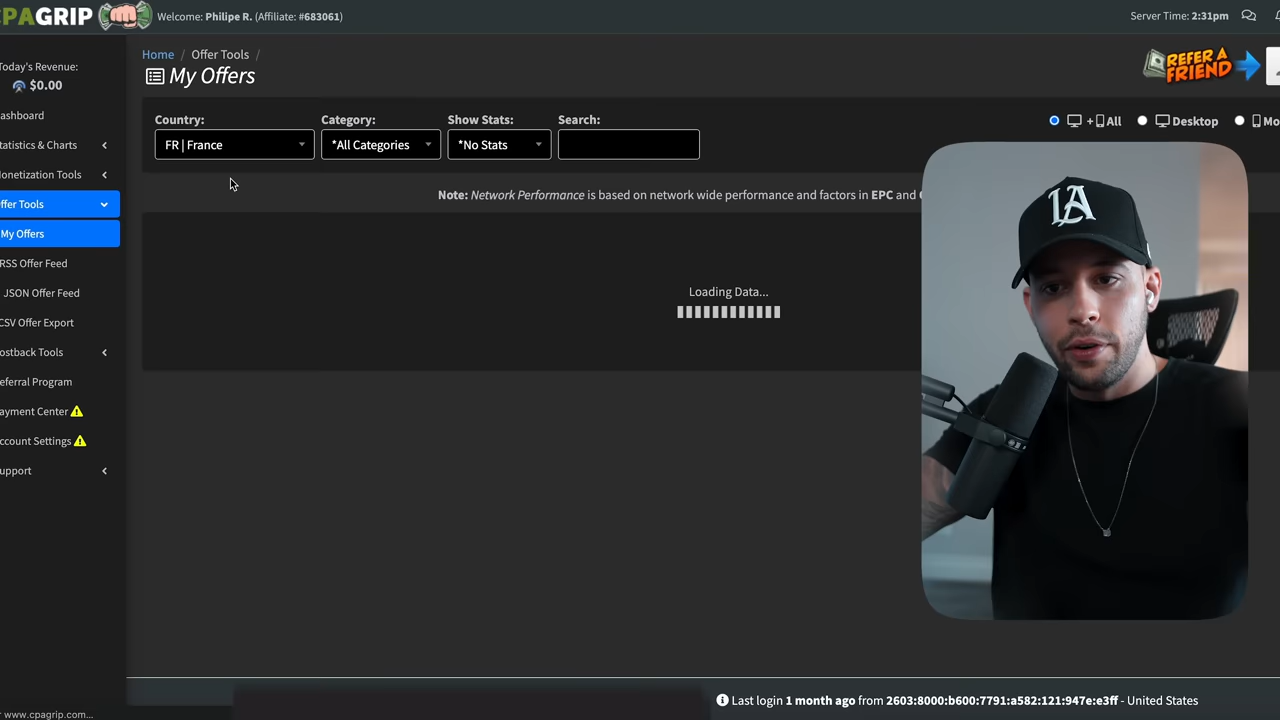 CPAGRIP
Welcome: Philipe R. (Affiliate: #683061)
Server Time: 2:31pm
Today's Revenue:
$0.00
ashboard
tatistics & Charts
onetization Tools
ffer Tools
My Offers
RSS Offer Feed
JSON Offer Feed
CSV Offer Export
ostback Tools
eferral Program
ayment Center
ccount Settings
upport
Home / Offer Tools /
My Offers
REFER A
FRIEND
Country:
Category:
Show Stats:
Search:
FR | France
*All Categories
*No Stats
+ All
Desktop
Mo
Note: Network Performance is based on network wide performance and factors in EPC and
Loading Data...
LA
Last login 1 month ago from 2603:8000:b600:7791:a582:121:947e:e3ff - United States
www.cpagrip.com...